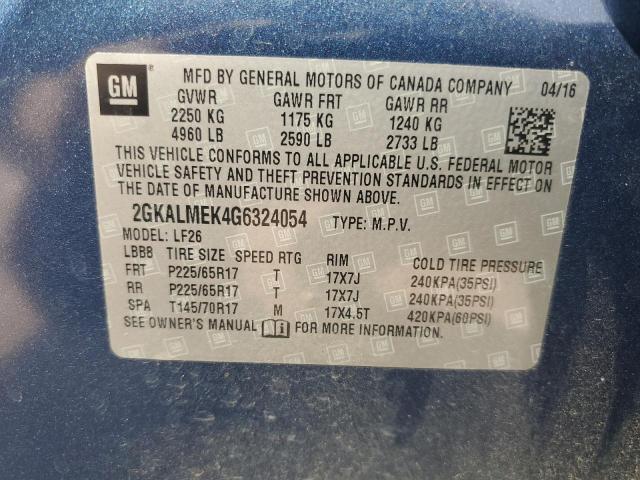 GM
MFD BY GENERAL MOTORS OF CANADA COMPANY 04/16
GVWR GAWR FRT GAWR RR
2250 KG 1175 KG 1240 KG
4960 LB 2590 LB 2733 LB
THIS VEHICLE CONFORMS TO ALL APPLICABLE U.S. FEDERAL MOTOR
VEHICLE SAFETY AND THEFT PREVENTION STANDARDS IN EFFECT ON
THE DATE OF MANUFACTURE SHOWN ABOVE.
2GKALMEK4G6324054 TYPE: M.P.V.
MODEL: LF26
LBBB TIRE SIZE SPEED RTG RIM COLD TIRE PRESSURE
FRT P225/65R17 T 17X7J 240KPA(35PSI)
RR P225/65R17 T 17X7J 240KPA(35PSI)
SPA T145/70R17 M 17X4.5T 420KPA(60PSI)
SEE OWNER'S MANUAL FOR MORE INFORMATION.